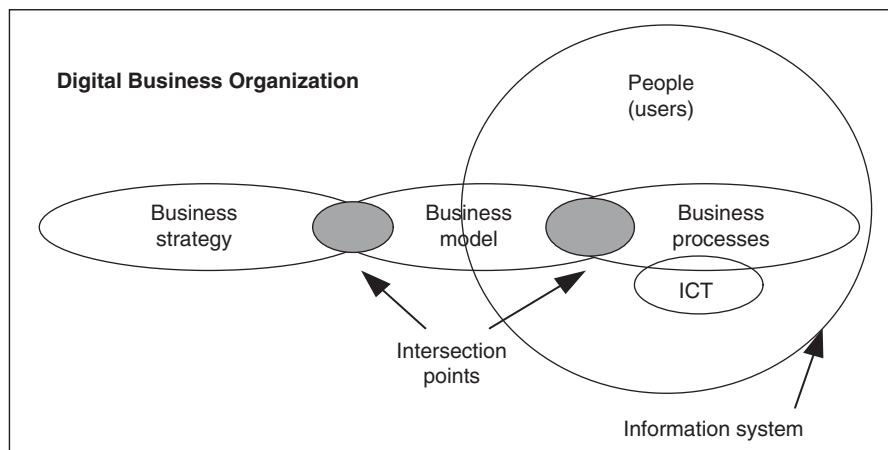 Digital Business Organization
People
(users)
Business
strategy
Business
model
Business
processes
ICT
Intersection
points
Information system